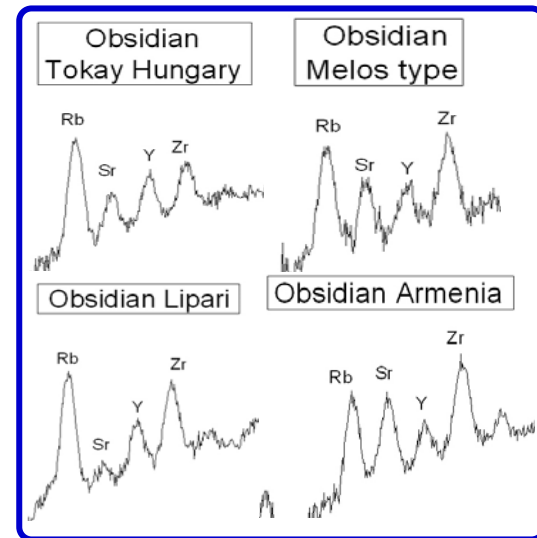 Obsidian
Tokay Hungary
Obsidian
Melos type
Rb
Sr
Y
Zr
Rb
Sr
Y
Zr
Obsidian Lipari
Obsidian Armenia
Rb
Sr
Y
Zr
Rb
Sr
Y
Zr